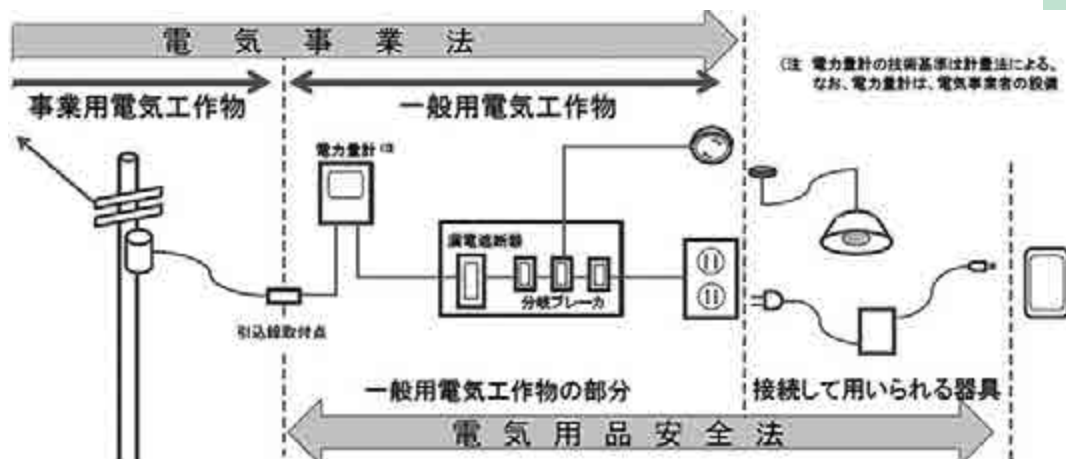 電気事業法
(注 電力量計の技術基準は計量法による。
なお、電力量計は、電気事業者の設備
事業用電気工作物
一般用電気工作物
電力量計 (注
漏電遮断器
分岐ブレーカ
引込線取付点
一般用電気工作物の部分
接続して用いられる器具
電気用品安全法